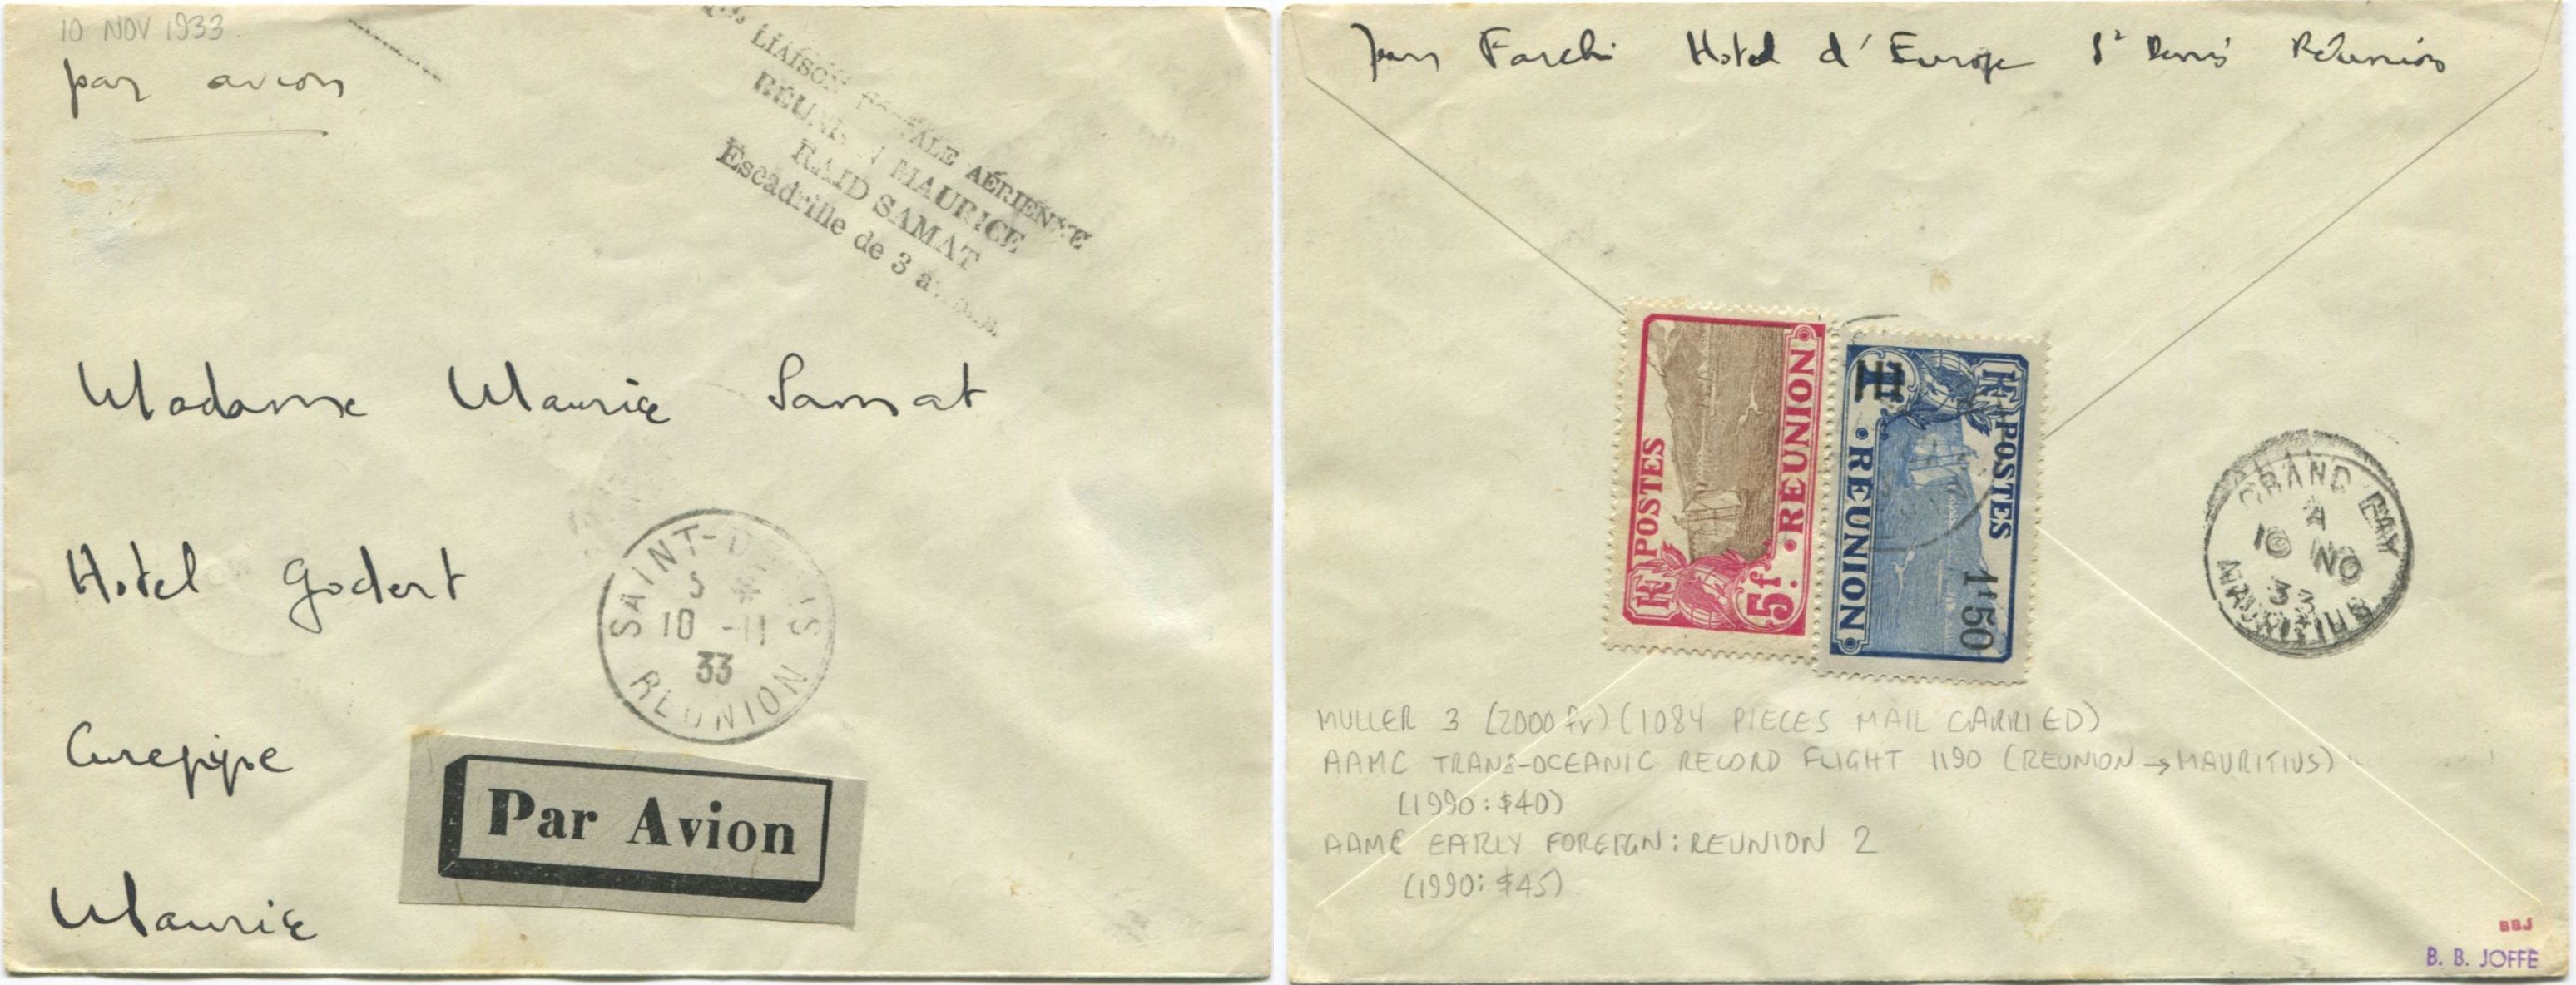 10 NOV 1933
par avion
LIAISON POSTALE AÉRIENNE
REUNION MAURICE
RAID SAMAT
Escadrille de 3 avions
Madame Maurice Samat
Hotel Godert
SAINT-DENIS
5 *
10 -11
33
REUNION
Curepipe
Par Avion
Maurice
Hotel d'Europe St Denis Réunion
RF POSTES
5f.
• REUNION
1F
RF POSTES
• REUNION •
1f50
GRAND BAY
A
10 NO
33
MAURITIUS
MULLER 3 (2000 fr) (1084 PIECES MAIL CARRIED)
AAMC TRANS-OCEANIC RECORD FLIGHT 1190 (REUNION → MAURITIUS)
(1990: $40)
AAMC EARLY FOREIGN: REUNION 2
(1990: $45)
BBJ
B. B. JOFFE